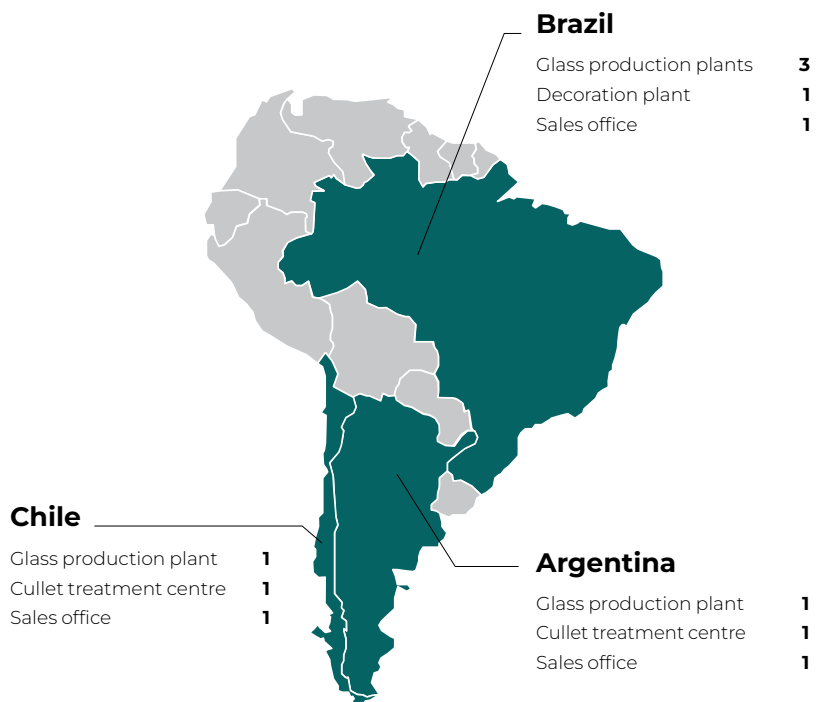 Brazil
Glass production plants 3
Decoration plant 1
Sales office 1
Chile
Glass production plant 1
Cullet treatment centre 1
Sales office 1
Argentina
Glass production plant 1
Cullet treatment centre 1
Sales office 1